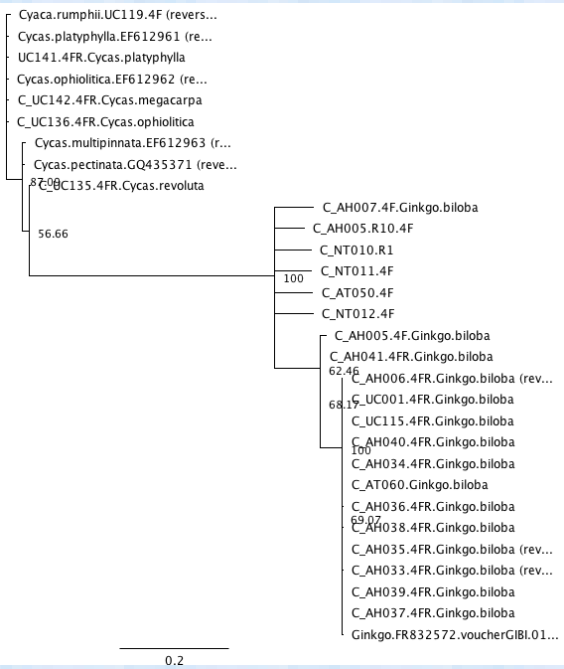 Cyaca.rumphii.UC119.4F (revers...
Cycas.platyphylla.EF612961 (re...
UC141.4FR.Cycas.platyphylla
Cycas.ophiolitica.EF612962 (re...
C_UC142.4FR.Cycas.megacarpa
C_UC136.4FR.Cycas.ophiolitica
Cycas.multipinnata.EF612963 (r...
Cycas.pectinata.GQ435371 (reve...
87.09
C_UC135.4FR.Cycas.revoluta
C_AH007.4F.Ginkgo.biloba
C_AH005.R10.4F
56.66
C_NT010.R1
C_NT011.4F
100
C_AT050.4F
C_NT012.4F
C_AH005.4F.Ginkgo.biloba
C_AH041.4FR.Ginkgo.biloba
62.46
C_AH006.4FR.Ginkgo.biloba (rev...
C_UC001.4FR.Ginkgo.biloba
68.17
C_UC115.4FR.Ginkgo.biloba
C_AH040.4FR.Ginkgo.biloba
100
C_AH034.4FR.Ginkgo.biloba
C_AT060.Ginkgo.biloba
C_AH036.4FR.Ginkgo.biloba
69.07
C_AH038.4FR.Ginkgo.biloba
C_AH035.4FR.Ginkgo.biloba (rev...
C_AH033.4FR.Ginkgo.biloba (rev...
C_AH039.4FR.Ginkgo.biloba
C_AH037.4FR.Ginkgo.biloba
Ginkgo.FR832572.voucherGIBI.01...
0.2